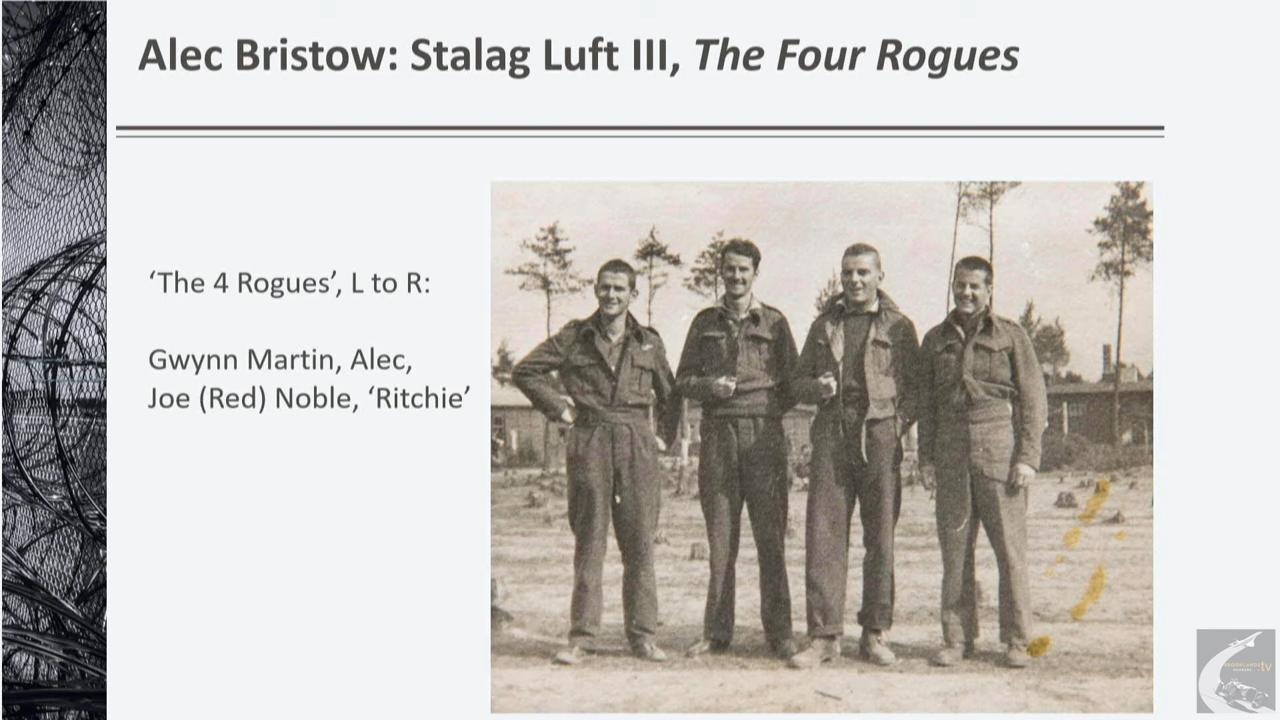 Alec Bristow: Stalag Luft III, The Four Rogues
‘The 4 Rogues’, L to R:
Gwynn Martin, Alec,
Joe (Red) Noble, ‘Ritchie’